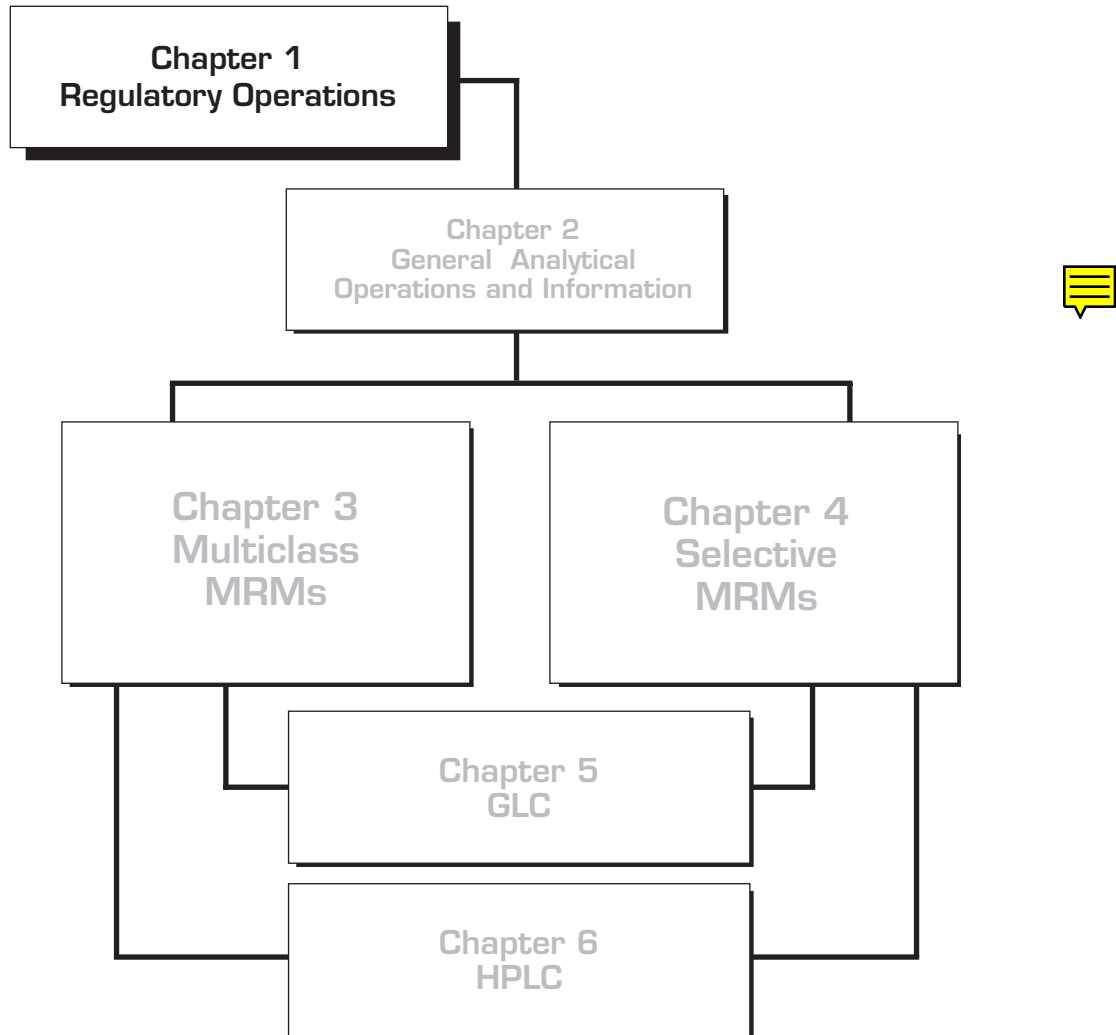 Chapter 1
Regulatory Operations
Chapter 2
General Analytical
Operations and Information
Chapter 3
Multiclass
MRMs
Chapter 4
Selective
MRMs
Chapter 5
GLC
Chapter 6
HPLC